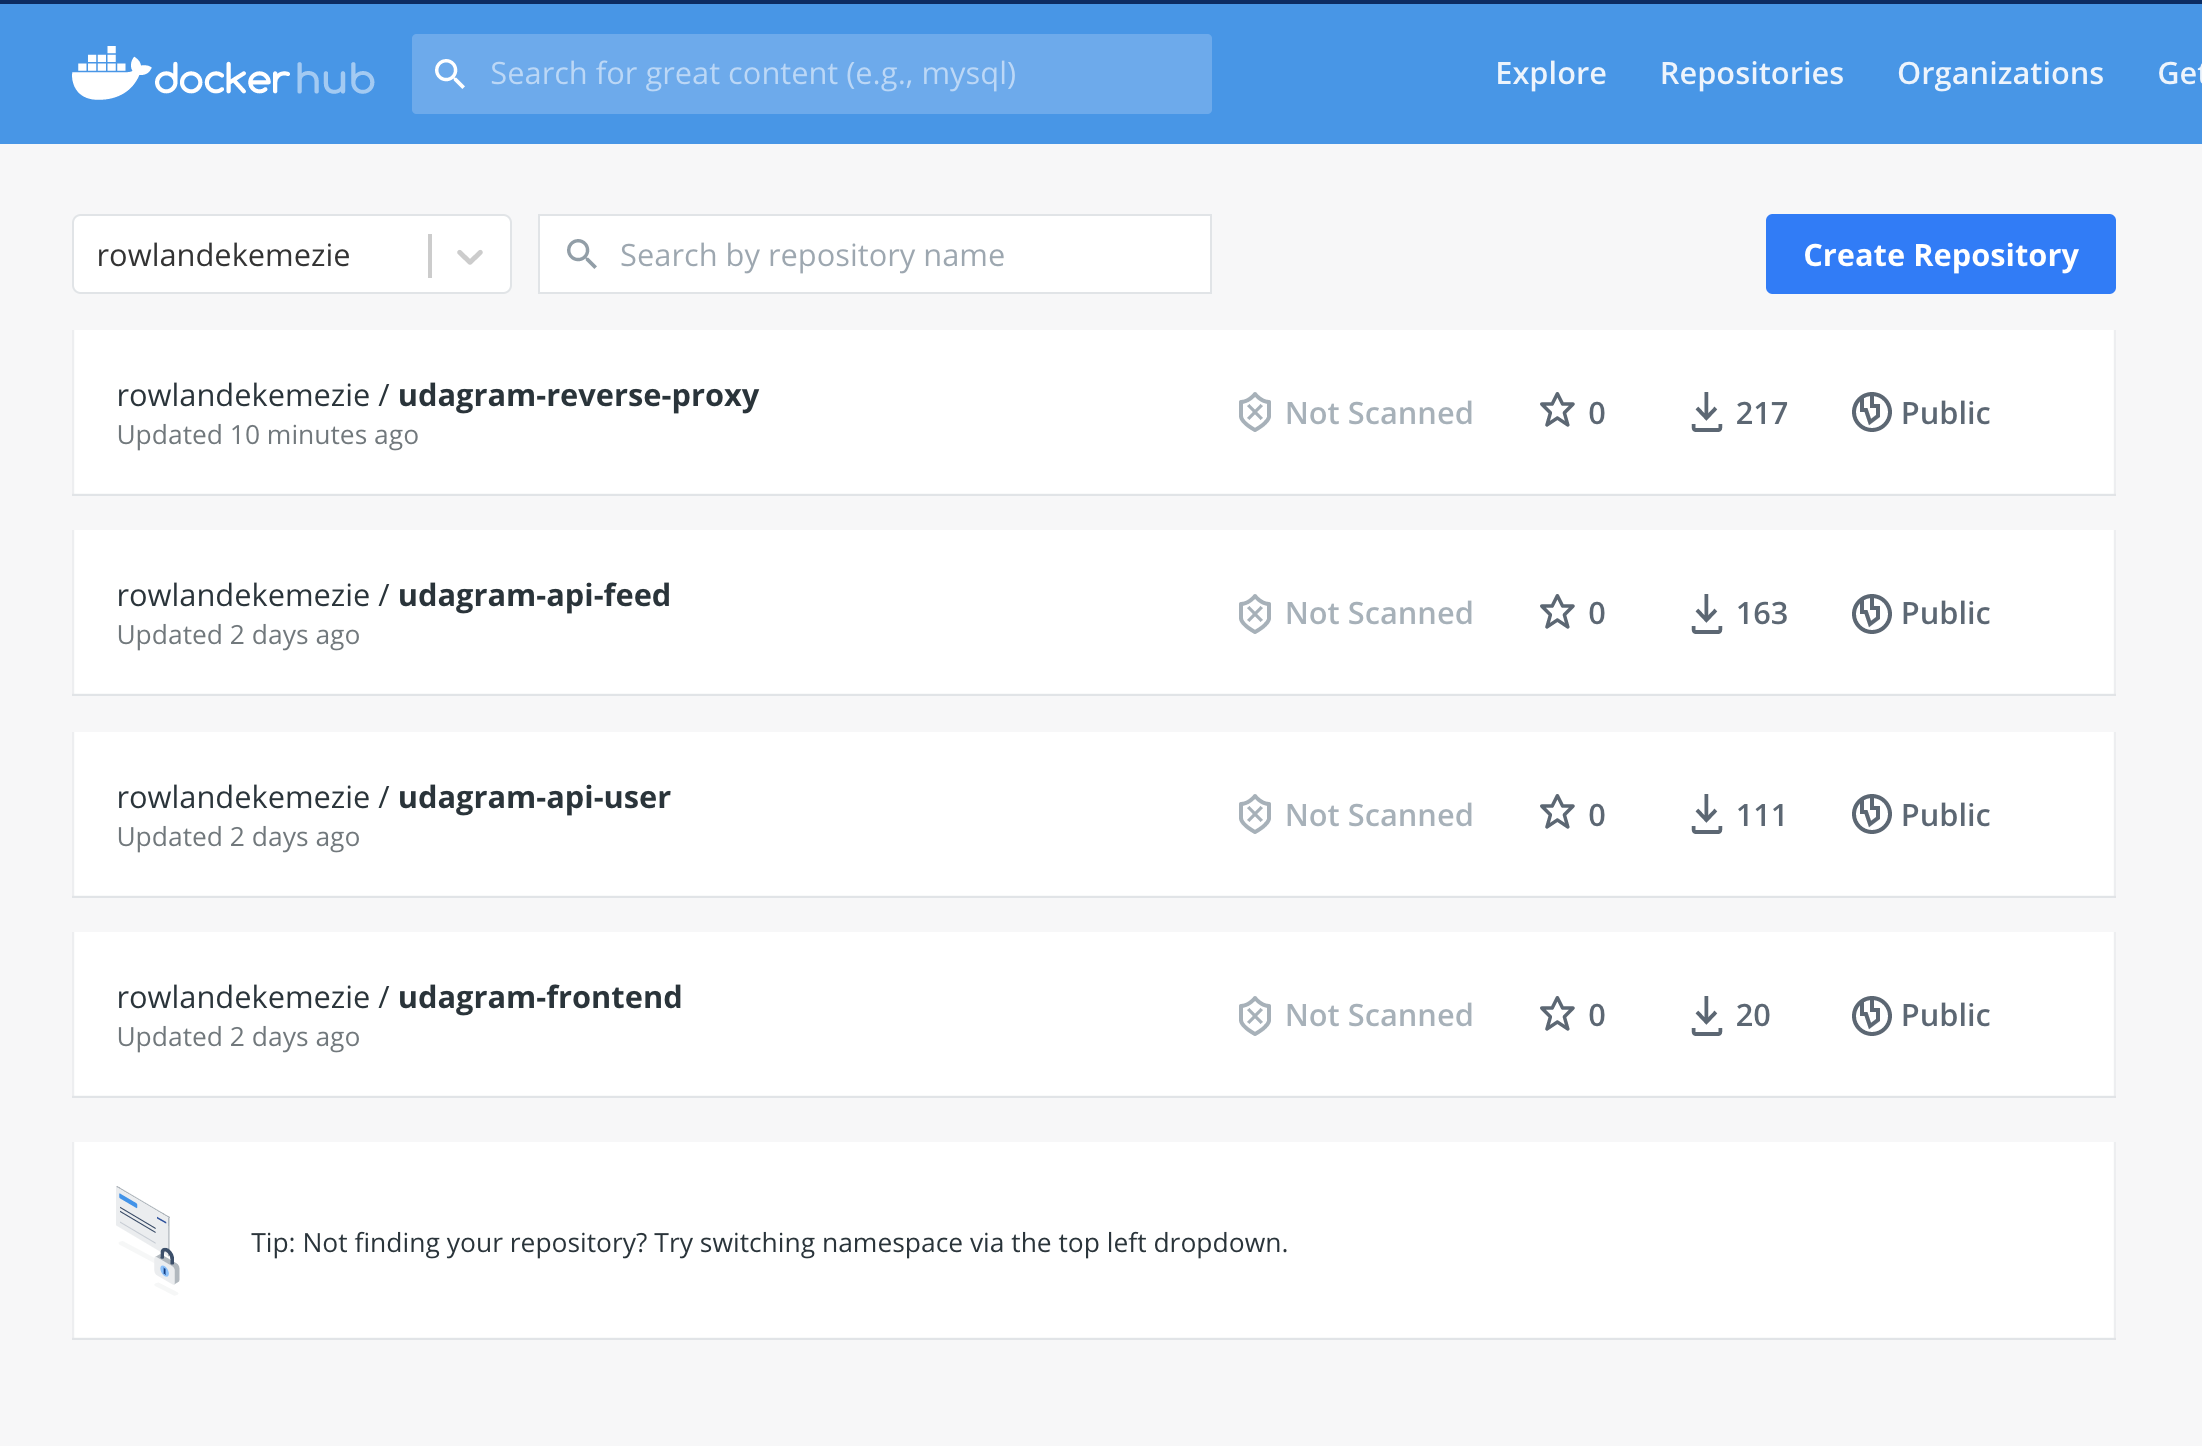 docker hub
Search for great content (e.g., mysql)
Explore Repositories Organizations Get
rowlandekemezie
Search by repository name
Create Repository
rowlandekemezie / udagram-reverse-proxy
Updated 10 minutes ago
Not Scanned 0 217 Public
rowlandekemezie / udagram-api-feed
Updated 2 days ago
Not Scanned 0 163 Public
rowlandekemezie / udagram-api-user
Updated 2 days ago
Not Scanned 0 111 Public
rowlandekemezie / udagram-frontend
Updated 2 days ago
Not Scanned 0 20 Public
Tip: Not finding your repository? Try switching namespace via the top left dropdown.